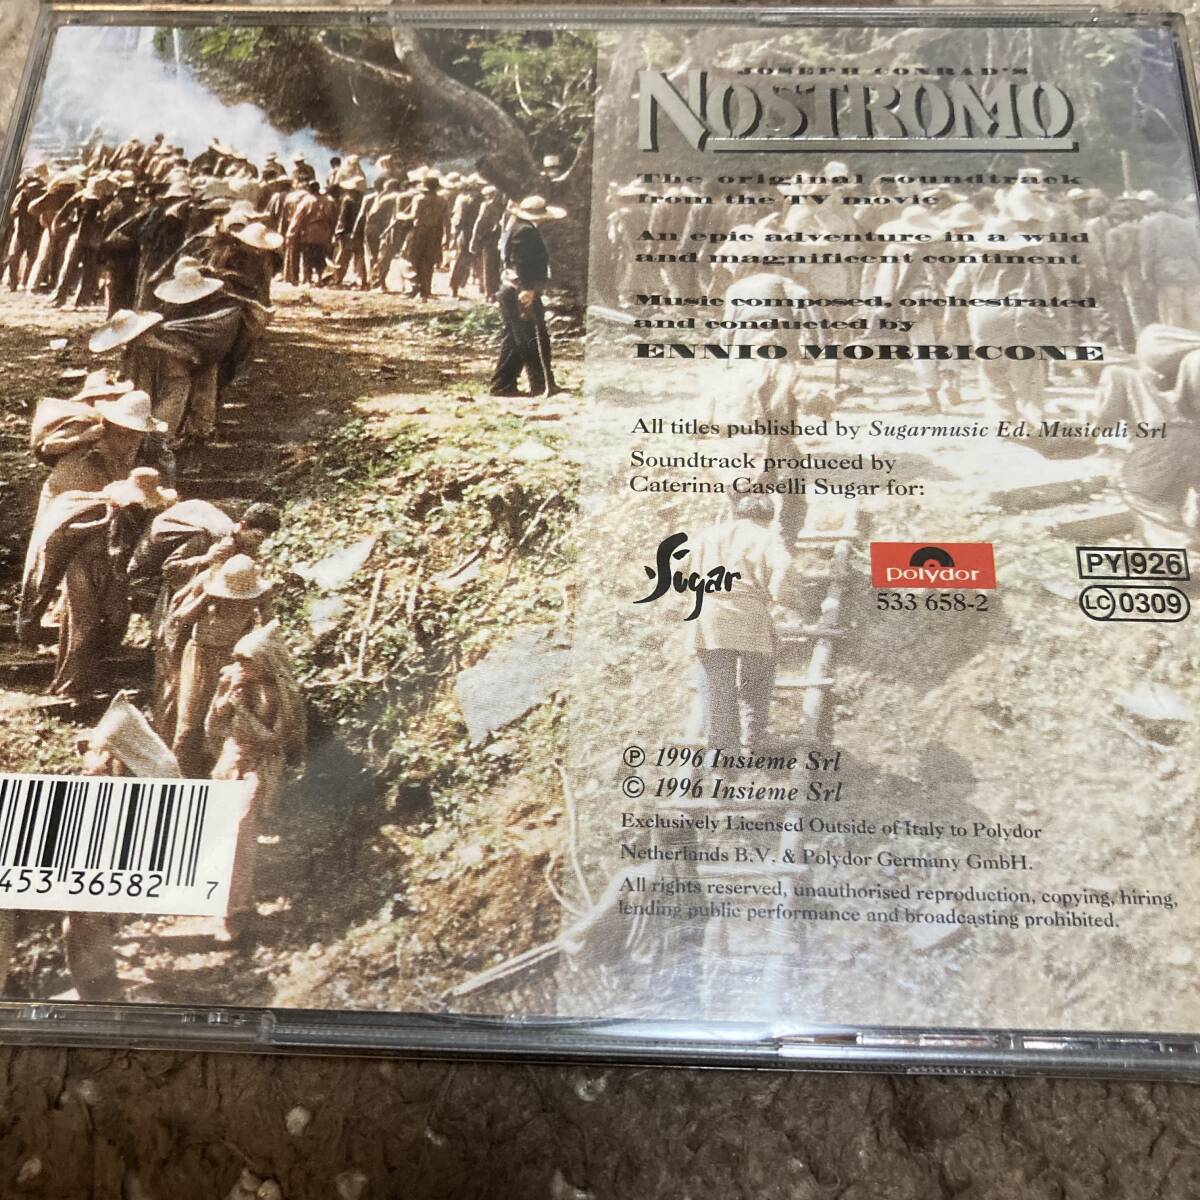 JOSEPH CONRAD'S
NOSTROMO
The original soundtrack
from the TV movie
An epic adventure in a wild
and magnificent continent
Music composed, orchestrated
and conducted by
ENNIO MORRICONE
All titles published by Sugarmusic Ed. Musicali Srl
Soundtrack produced by
Caterina Caselli Sugar for:
Sugar
Polydor
533 658-2
PY 926
LC 0309
℗ 1996 Insieme Srl
© 1996 Insieme Srl
Exclusively Licensed Outside of Italy to Polydor
Netherlands B.V. & Polydor Germany GmbH.
All rights reserved, unauthorised reproduction, copying, hiring,
lending public performance and broadcasting prohibited.
453 36582 7